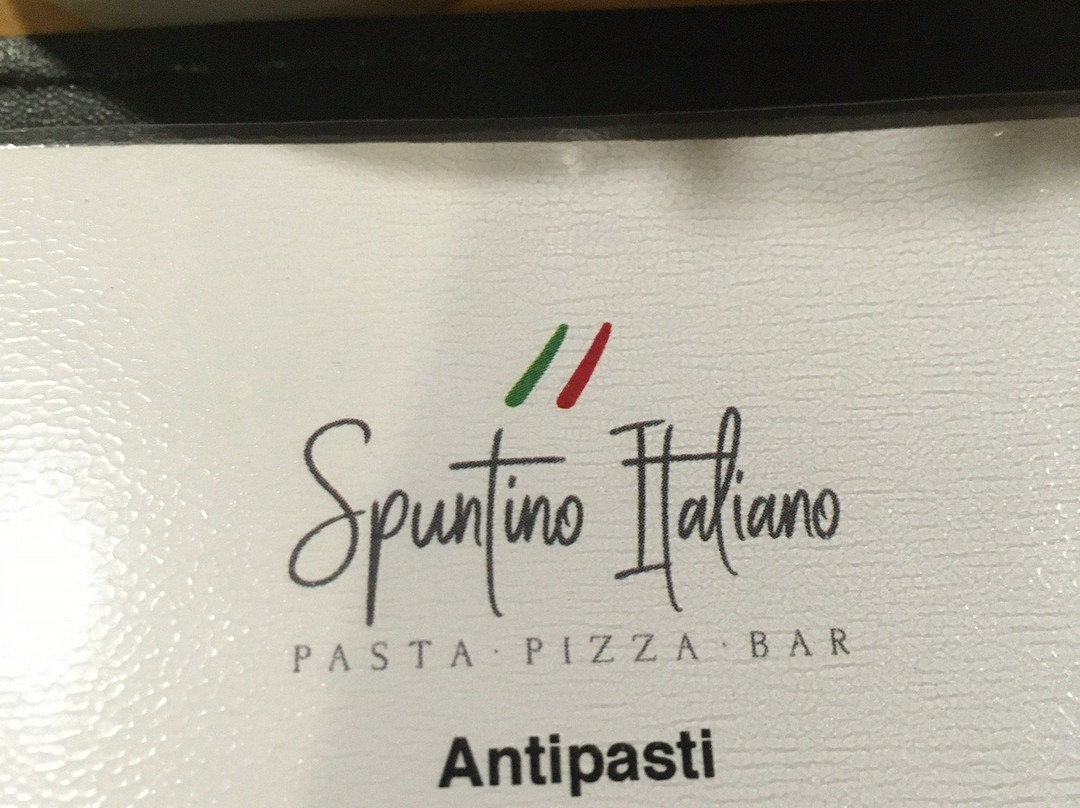 Spuntino Italiano
PASTA · PIZZA · BAR
Antipasti